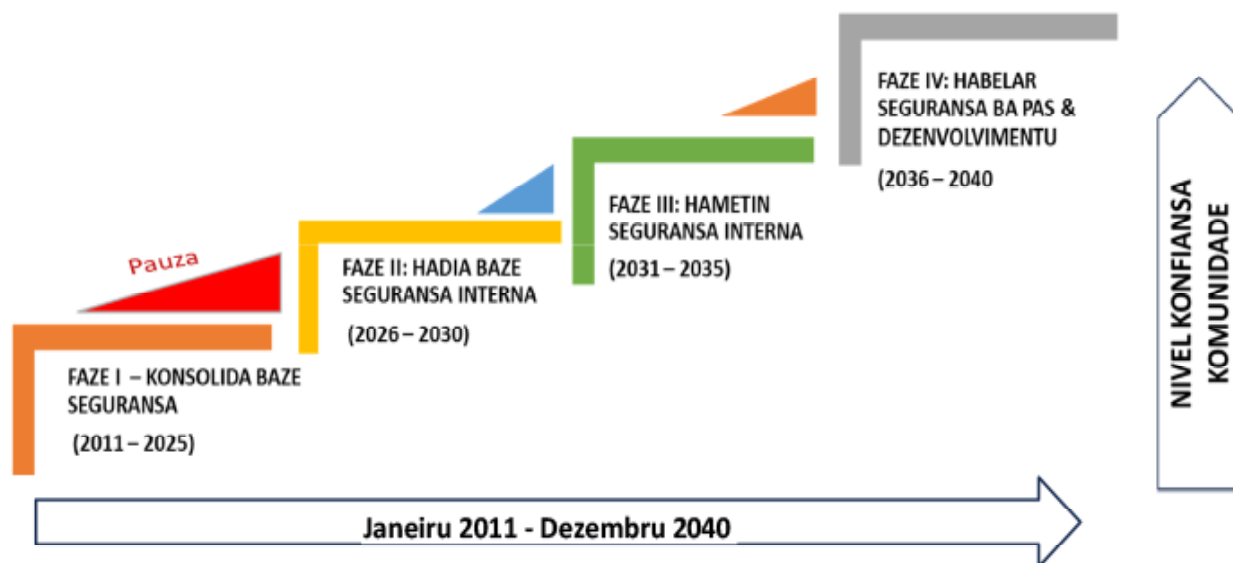 FAZE IV: HABELAR
SEGURANSA BA PAS &
DEZENVOLVIMENTU
(2036 – 2040
FAZE III: HAMETIN
SEGURANSA INTERNA
(2031 – 2035)
Pauza
FAZE II: HADIA BAZE
SEGURANSA INTERNA
(2026 – 2030)
FAZE I – KONSOLIDA BAZE
SEGURANSA
(2011 – 2025)
NIVEL KONFIANSA
KOMUNIDADE
Janeiru 2011 - Dezembru 2040